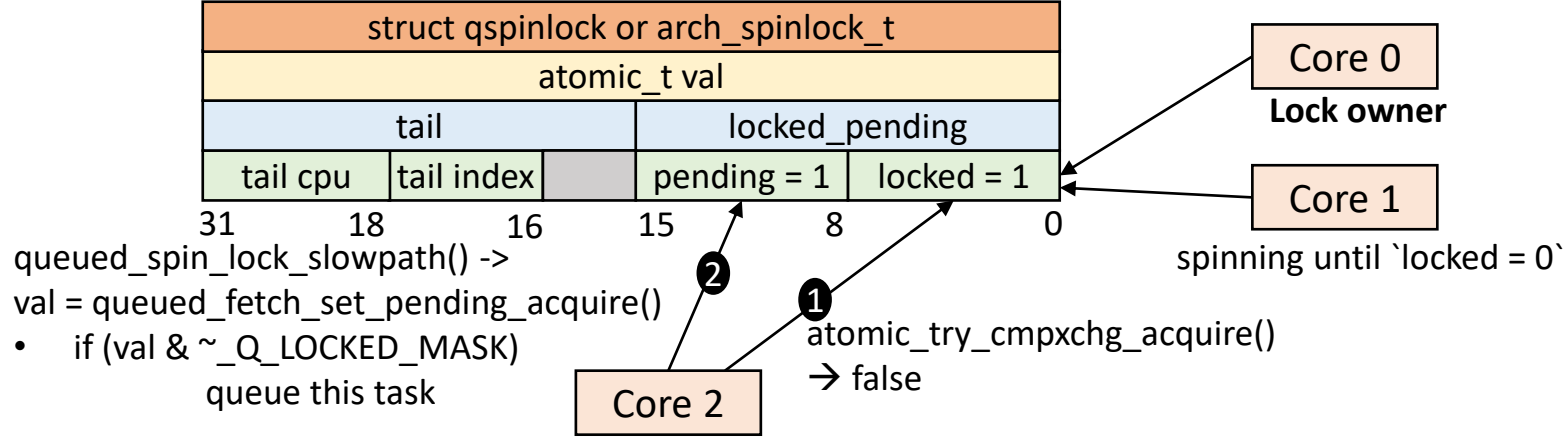 struct qspinlock or arch_spinlock_t
atomic_t val
tail
locked_pending
tail cpu
tail index
pending = 1
locked = 1
31
18
16
15
8
0
Core 0
Lock owner
Core 1
spinning until `locked = 0`
queued_spin_lock_slowpath() ->
val = queued_fetch_set_pending_acquire()
• if (val & ~_Q_LOCKED_MASK)
queue this task
2
1
atomic_try_cmpxchg_acquire()
→ false
Core 2